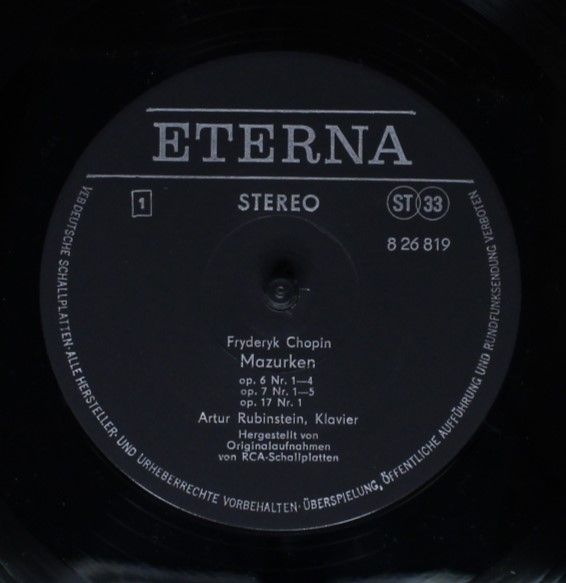 ETERNA
1 STEREO ST 33
8 26 819
Fryderyk Chopin
Mazurken
op. 6 Nr. 1—4
op. 7 Nr. 1—5
op. 17 Nr. 1
Artur Rubinstein, Klavier
Hergestellt von
Originalaufnahmen
von RCA-Schallplatten
VEB DEUTSCHE SCHALLPLATTEN · ALLE HERSTELLER- UND URHEBERRECHTE VORBEHALTEN · ÜBERSPIELUNG, ÖFFENTLICHE AUFFÜHRUNG UND RUNDFUNKSENDUNG VERBOTEN